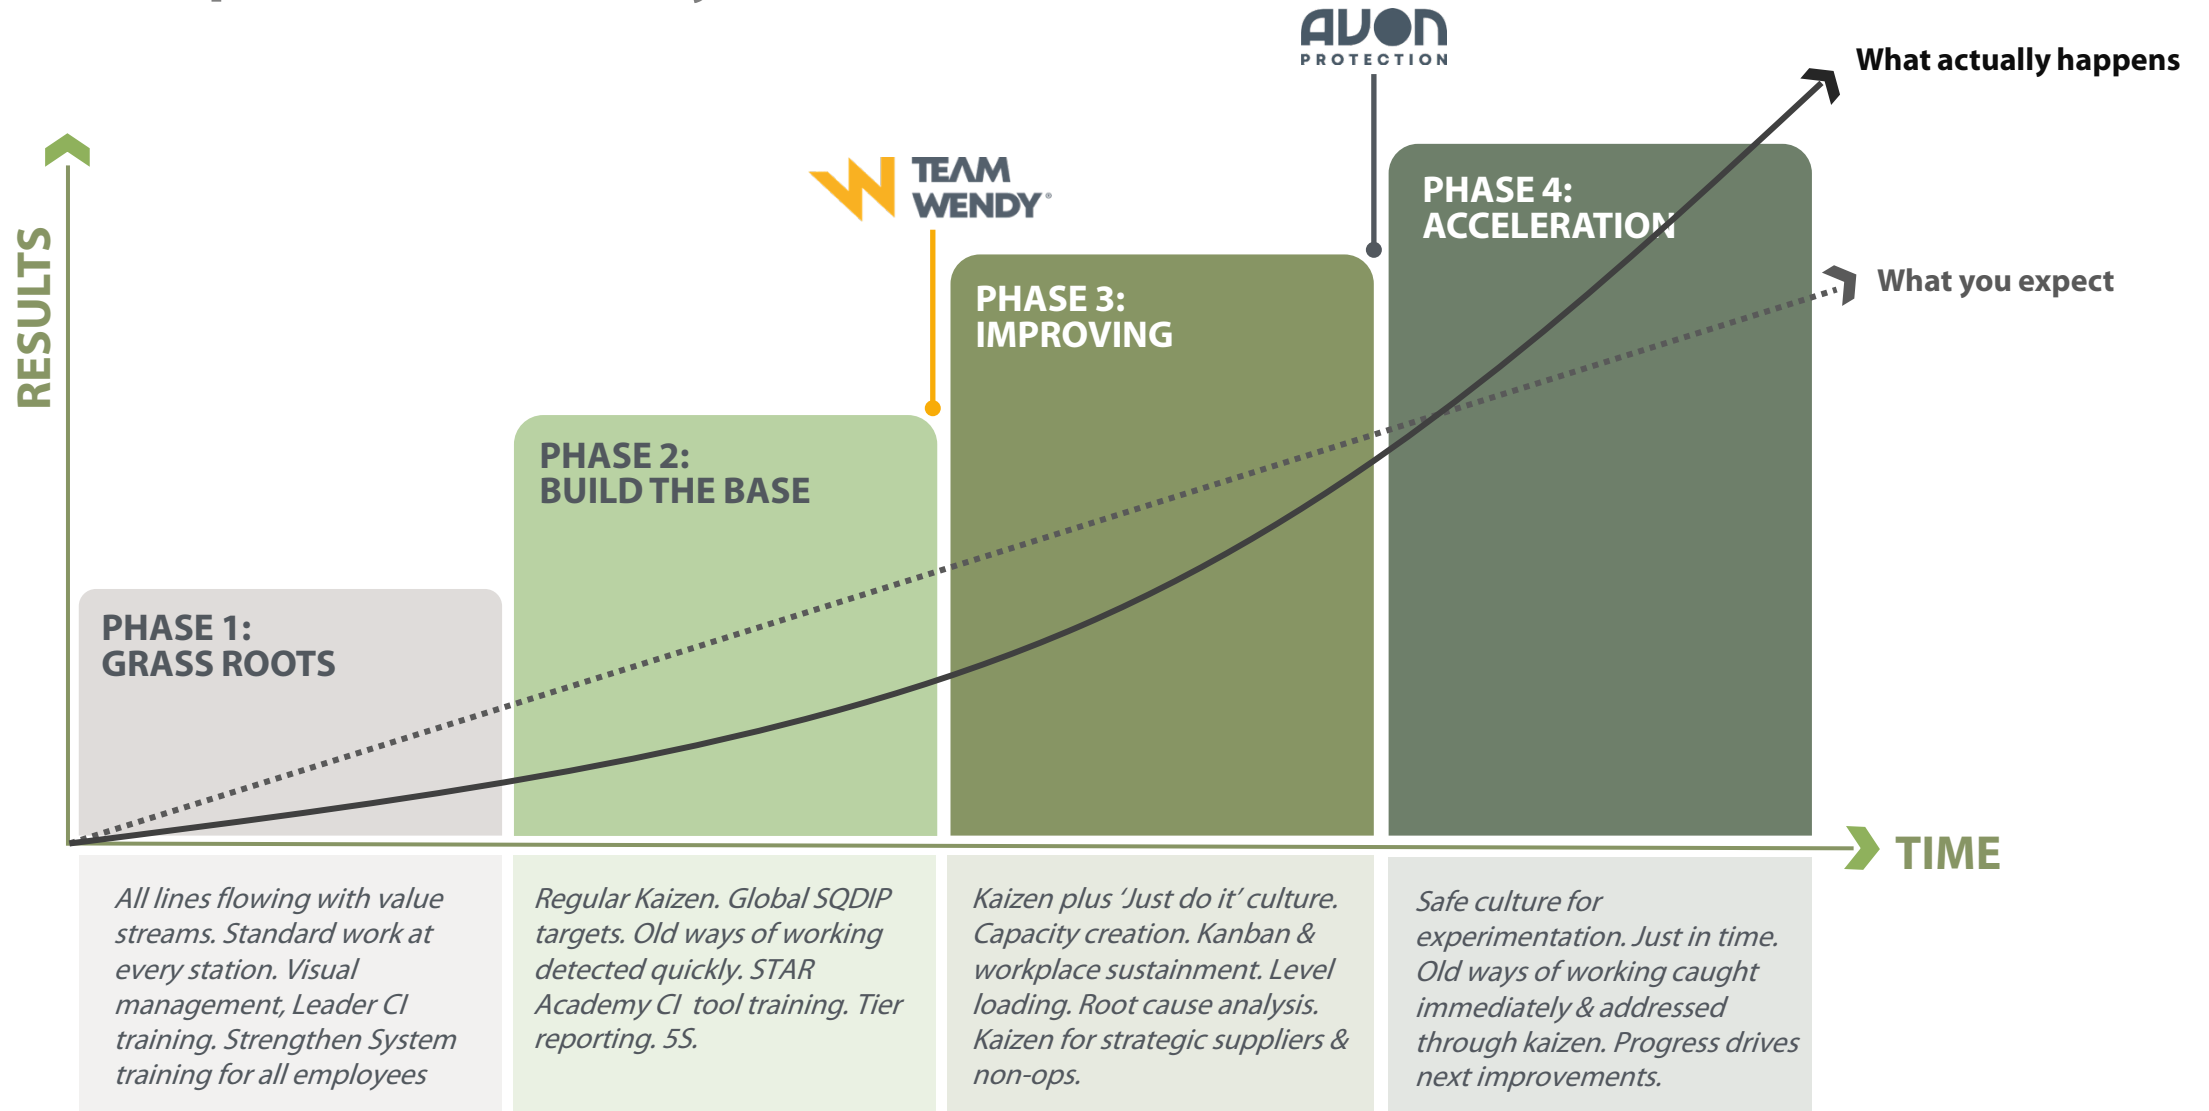 AVON
PROTECTION
What actually happens
TEAM
WENDY®
RESULTS
PHASE 4:
ACCELERATION
What you expect
PHASE 3:
IMPROVING
PHASE 2:
BUILD THE BASE
PHASE 1:
GRASS ROOTS
TIME
All lines flowing with value
streams. Standard work at
every station. Visual
management, Leader CI
training. Strengthen System
training for all employees
Regular Kaizen. Global SQDIP
targets. Old ways of working
detected quickly. STAR
Academy CI tool training. Tier
reporting. 5S.
Kaizen plus ‘Just do it’ culture.
Capacity creation. Kanban &
workplace sustainment. Level
loading. Root cause analysis.
Kaizen for strategic suppliers &
non-ops.
Safe culture for
experimentation. Just in time.
Old ways of working caught
immediately & addressed
through kaizen. Progress drives
next improvements.